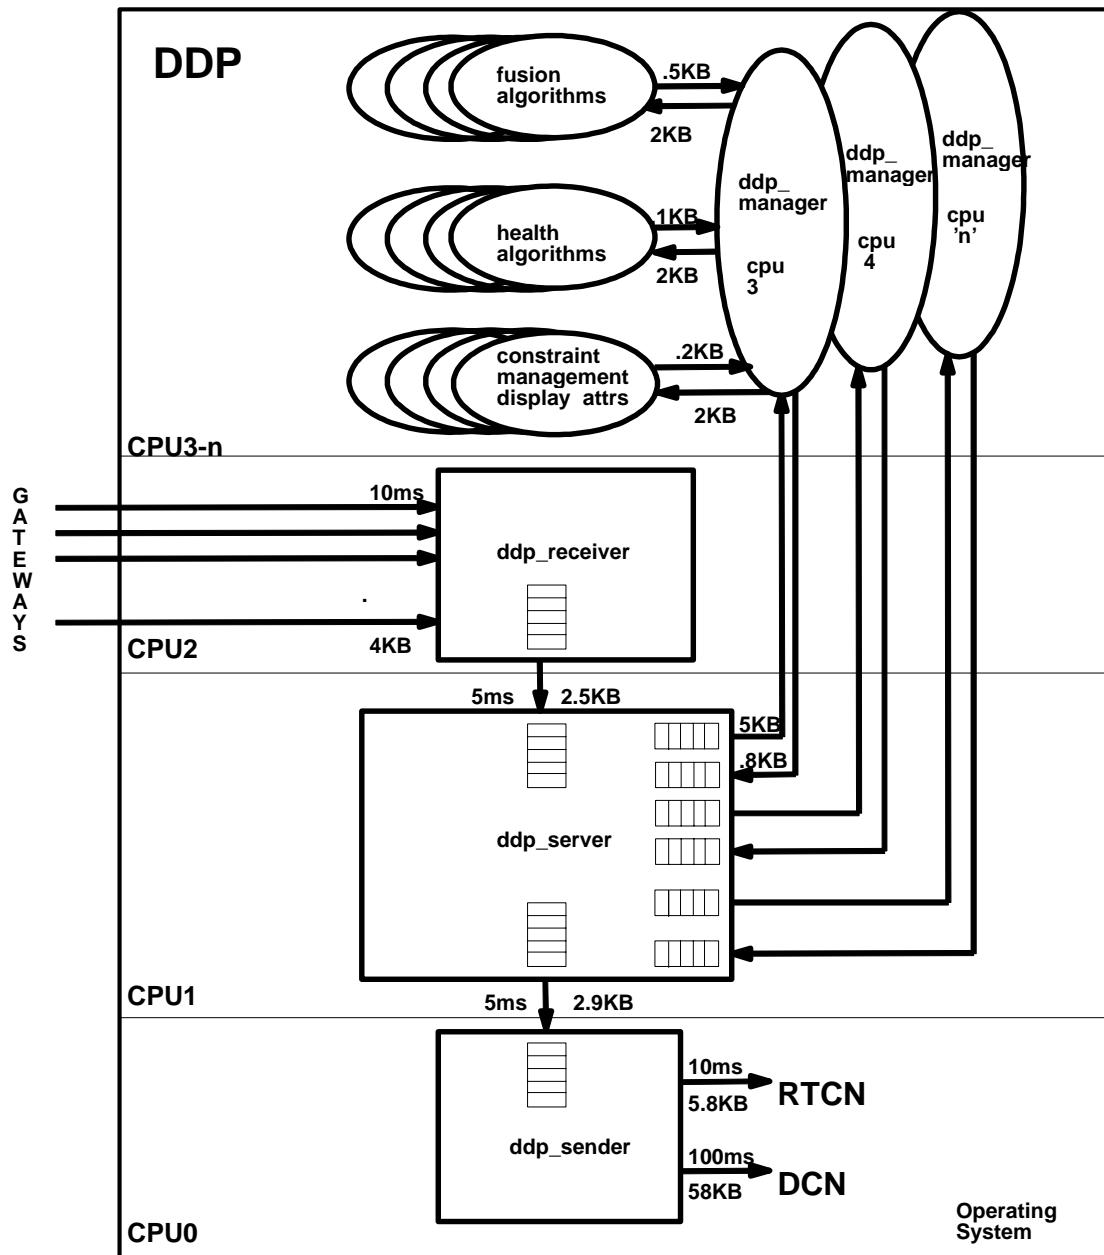 DDP
fusion
algorithms
.5KB
2KB
health
algorithms
.1KB
2KB
constraint
management
display attrs
.2KB
2KB
ddp_
manager
cpu
3
ddp_
manager
cpu
4
ddp_
manager
cpu
'n'
CPU3-n
GATEWAYS
10ms
.
4KB
ddp_receiver
CPU2
5ms
2.5KB
5KB
.8KB
ddp_server
CPU1
5ms
2.9KB
ddp_sender
10ms
5.8KB
RTCN
100ms
58KB
DCN
CPU0
Operating
System